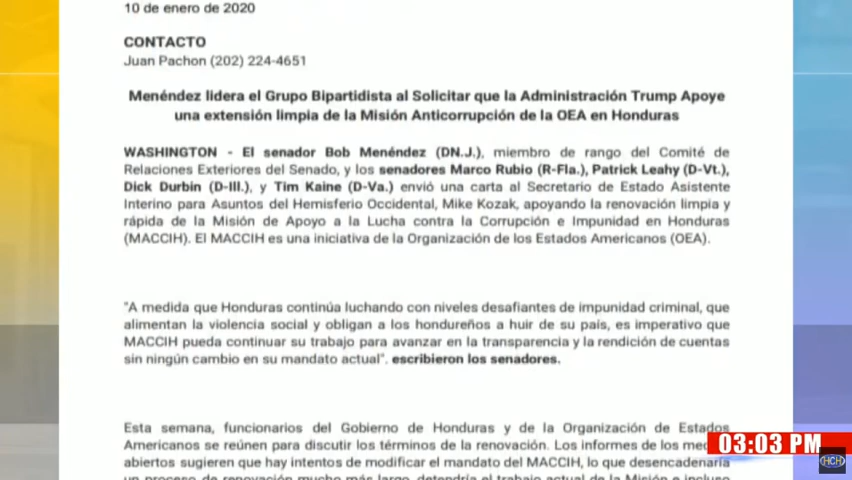 10 de enero de 2020
CONTACTO
Juan Pachon (202) 224-4651
Menéndez lidera el Grupo Bipartidista al Solicitar que la Administración Trump Apoye
una extensión limpia de la Misión Anticorrupción de la OEA en Honduras
WASHINGTON - El senador Bob Menéndez (DN.J.), miembro de rango del Comité de
Relaciones Exteriores del Senado, y los senadores Marco Rubio (R-Fla.), Patrick Leahy (D-Vt.),
Dick Durbin (D-Ill.), y Tim Kaine (D-Va.) envió una carta al Secretario de Estado Asistente
Interino para Asuntos del Hemisferio Occidental, Mike Kozak, apoyando la renovación limpia y
rápida de la Misión de Apoyo a la Lucha contra la Corrupción e Impunidad en Honduras
(MACCIH). El MACCIH es una iniciativa de la Organización de los Estados Americanos (OEA).
"A medida que Honduras continúa luchando con niveles desafiantes de impunidad criminal, que
alimentan la violencia social y obligan a los hondureños a huir de su país, es imperativo que
MACCIH pueda continuar su trabajo para avanzar en la transparencia y la rendición de cuentas
sin ningún cambio en su mandato actual". escribieron los senadores.
Esta semana, funcionarios del Gobierno de Honduras y de la Organización de Estados
Americanos se reúnen para discutir los términos de la renovación. Los informes de los
abiertos sugieren que hay intentos de modificar el mandato del MACCIH, lo que desencadenaría
un proceso de renovación mucho más largo, detendría el trabajo actual de la Misión e incluso
03:03 PM
HCH